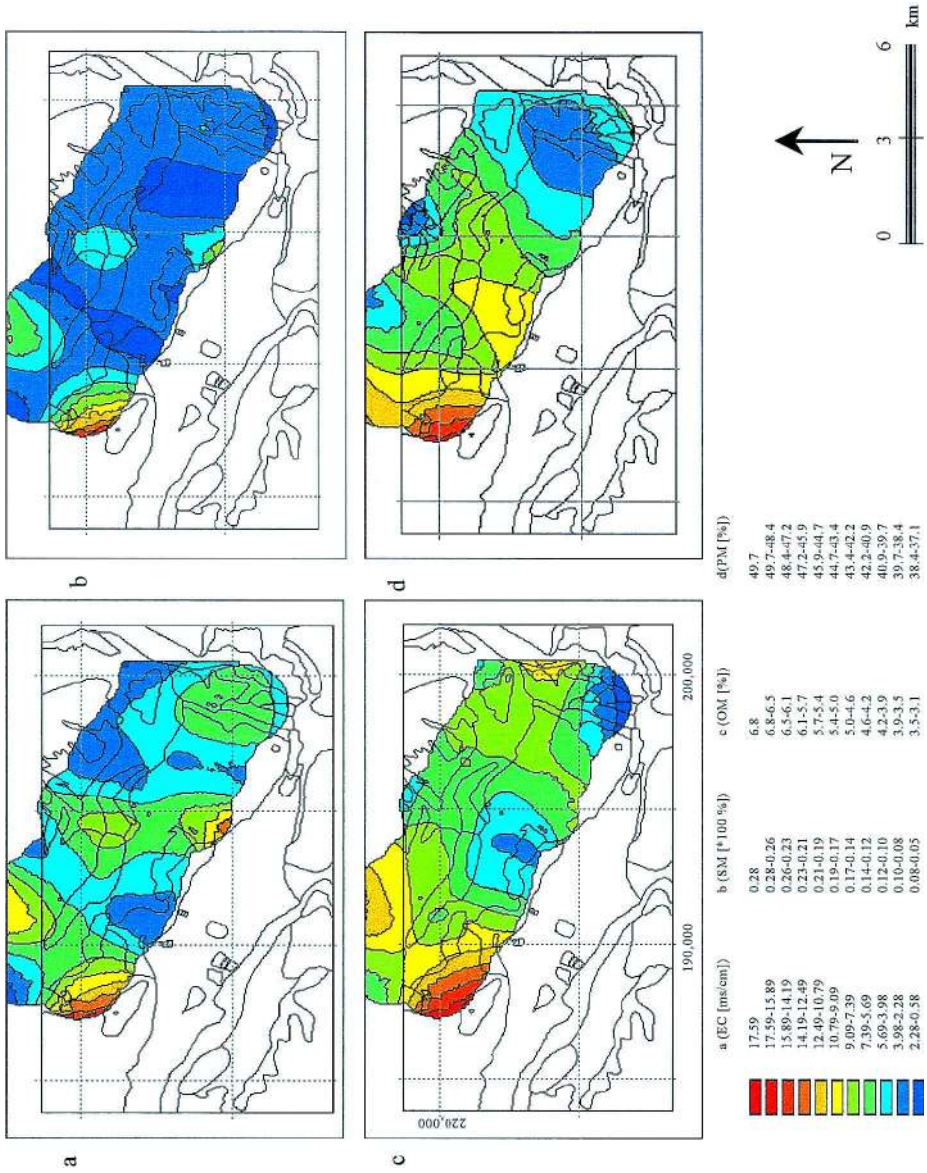 a
b
c
d
220,000
190,000
200,000
a (EC [ms/cm]) b (SM [*100 %]) c (OM [%]) d(PM [%])
17.59 0.28 6.8 49.7
17.59-15.89 0.28-0.26 6.8-6.5 49.7-48.4
15.89-14.19 0.26-0.23 6.5-6.1 48.4-47.2
14.19-12.49 0.23-0.21 6.1-5.7 47.2-45.9
12.49-10.79 0.21-0.19 5.7-5.4 45.9-44.7
10.79-9.09 0.19-0.17 5.4-5.0 44.7-43.4
9.09-7.39 0.17-0.14 5.0-4.6 43.4-42.2
7.39-5.69 0.14-0.12 4.6-4.2 42.2-40.9
5.69-3.98 0.12-0.10 4.2-3.9 40.9-39.7
3.98-2.28 0.10-0.08 3.9-3.5 39.7-38.4
2.28-0.58 0.08-0.05 3.5-3.1 38.4-37.1
N
0 3 6
km